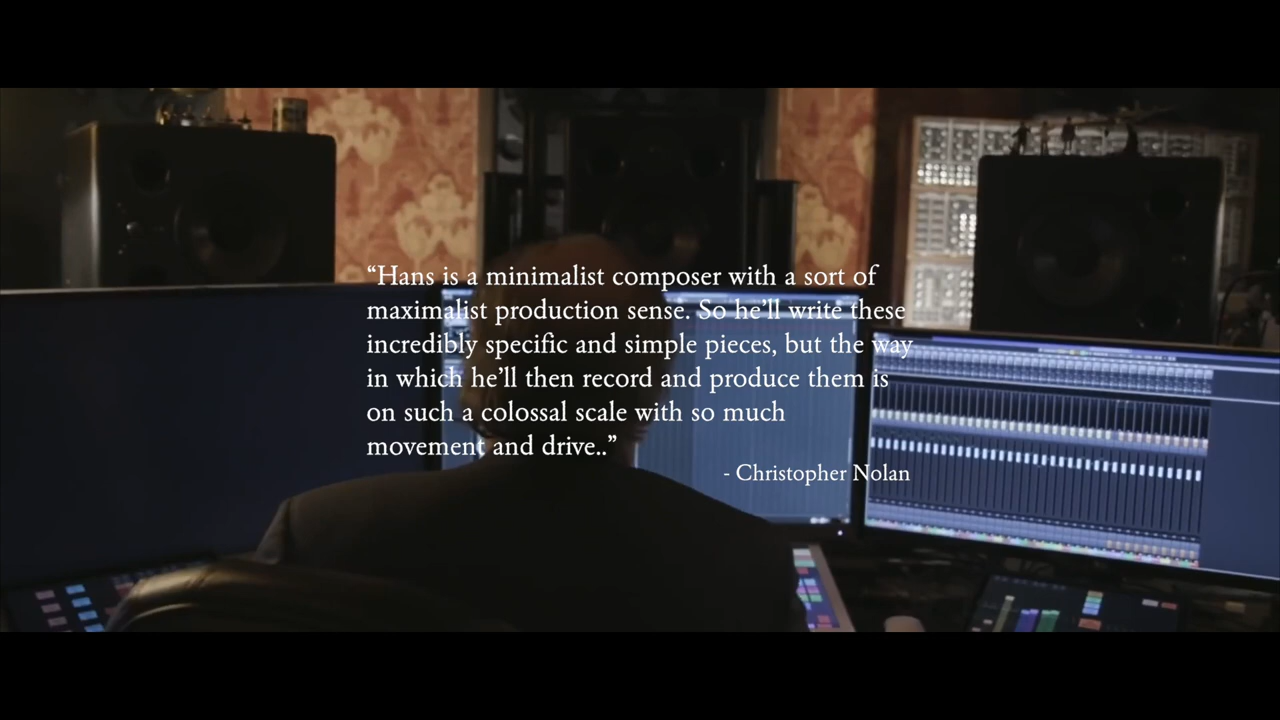 “Hans is a minimalist composer with a sort of
maximalist production sense. So he’ll write these
incredibly specific and simple pieces, but the way
in which he’ll then record and produce them is
on such a colossal scale with so much
movement and drive..”
- Christopher Nolan